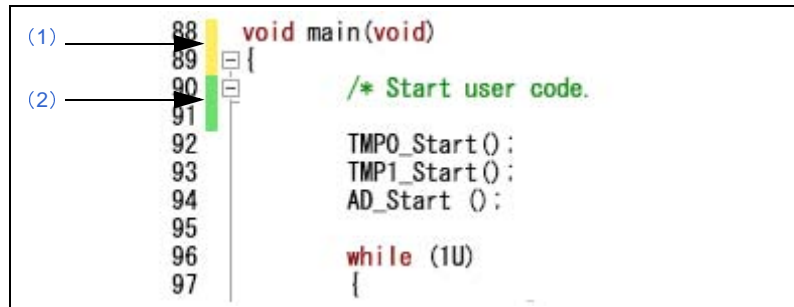 (1)
(2)
88 void main(void)
89 {
90 /* Start user code.
91
92 TMP0_Start();
93 TMP1_Start();
94 AD_Start ();
95
96 while (1U)
97 {